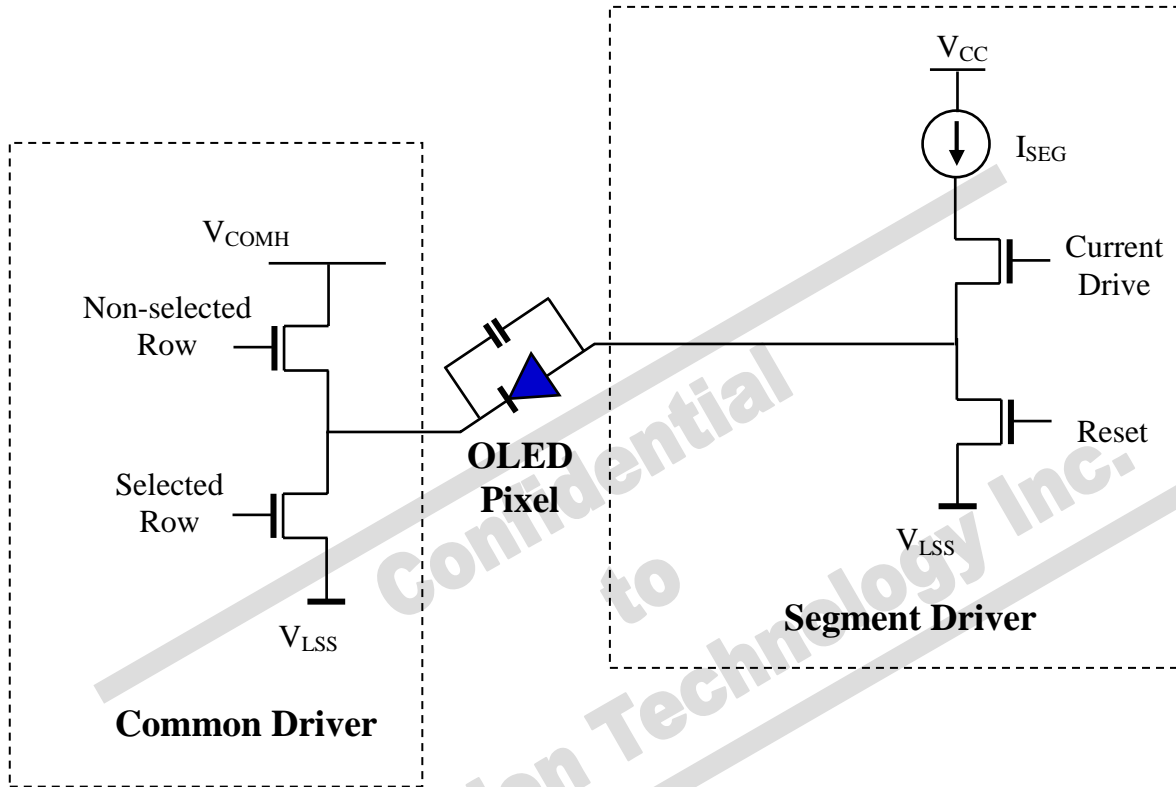 V_CC
I_SEG
V_COMH
Non-selected
Row
Current
Drive
OLED
Pixel
Selected
Row
Reset
V_LSS
V_LSS
Segment Driver
Common Driver
Confidential
to
Technology Inc.